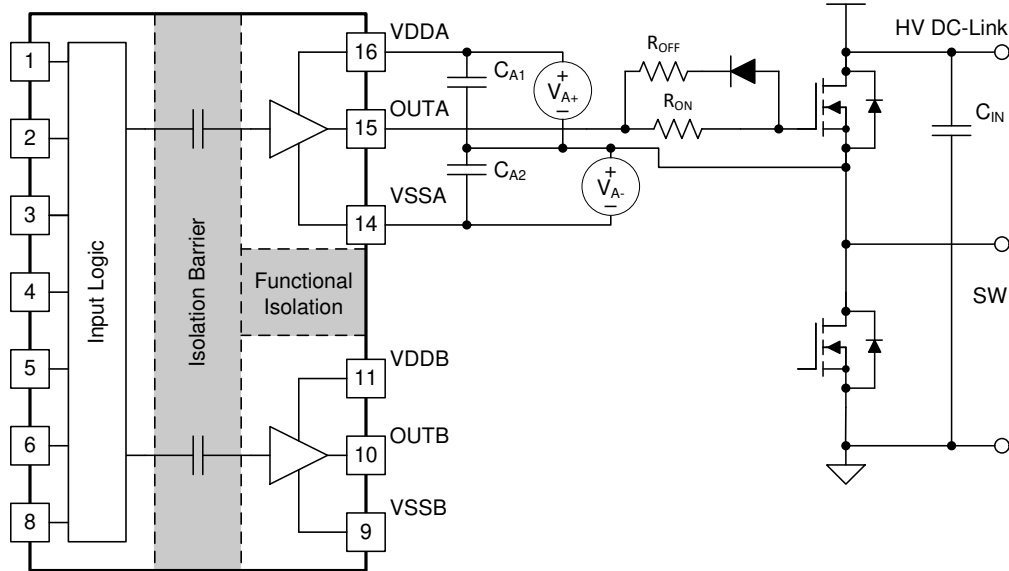 1
2
3
4
5
6
8
Input Logic
Isolation Barrier
Functional
Isolation
VDDA
16
OUTA
15
VSSA
14
VDDB
11
OUTB
10
VSSB
9
CA1
CA2
+
VA+
–
+
VA-
–
ROFF
RON
HV DC-Link
CIN
SW